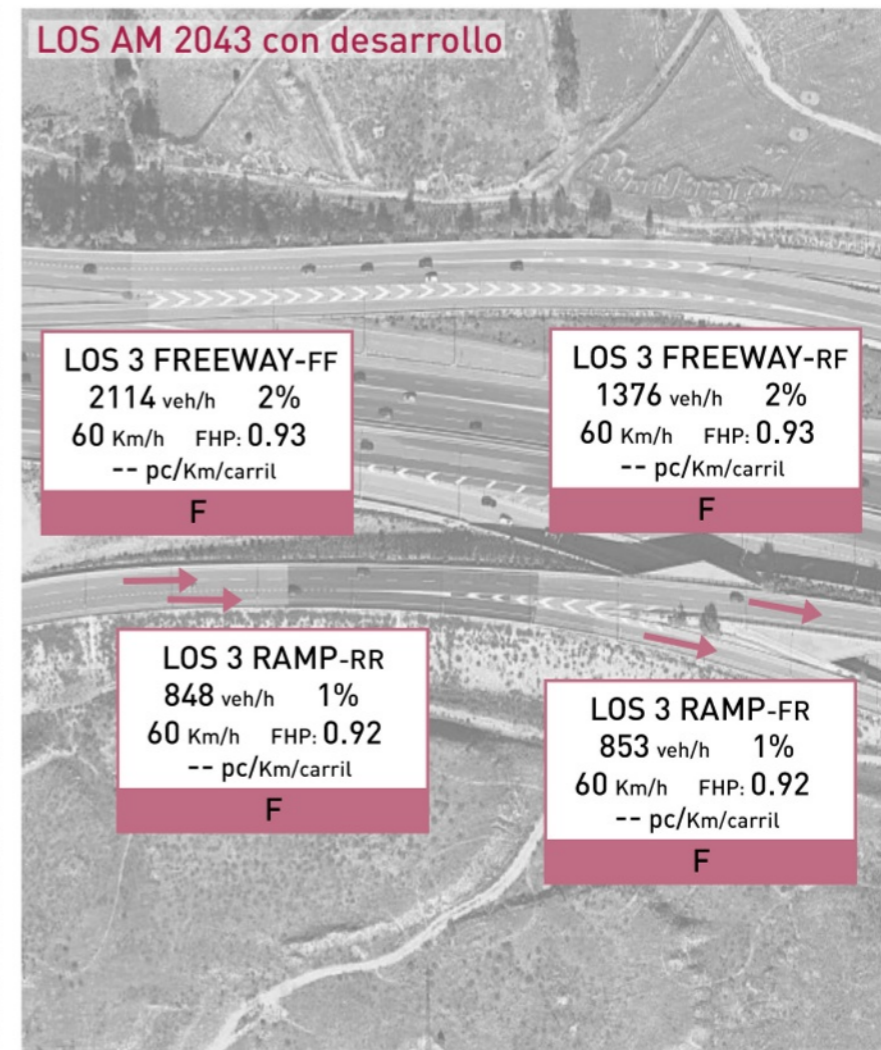 LOS AM 2043 con desarrollo
LOS 3 FREEWAY-FF
2114 veh/h 2%
60 Km/h FHP: 0.93
-- pc/Km/carril
F
LOS 3 FREEWAY-RF
1376 veh/h 2%
60 Km/h FHP: 0.93
-- pc/Km/carril
F
LOS 3 RAMP-RR
848 veh/h 1%
60 Km/h FHP: 0.92
-- pc/Km/carril
F
LOS 3 RAMP-FR
853 veh/h 1%
60 Km/h FHP: 0.92
-- pc/Km/carril
F